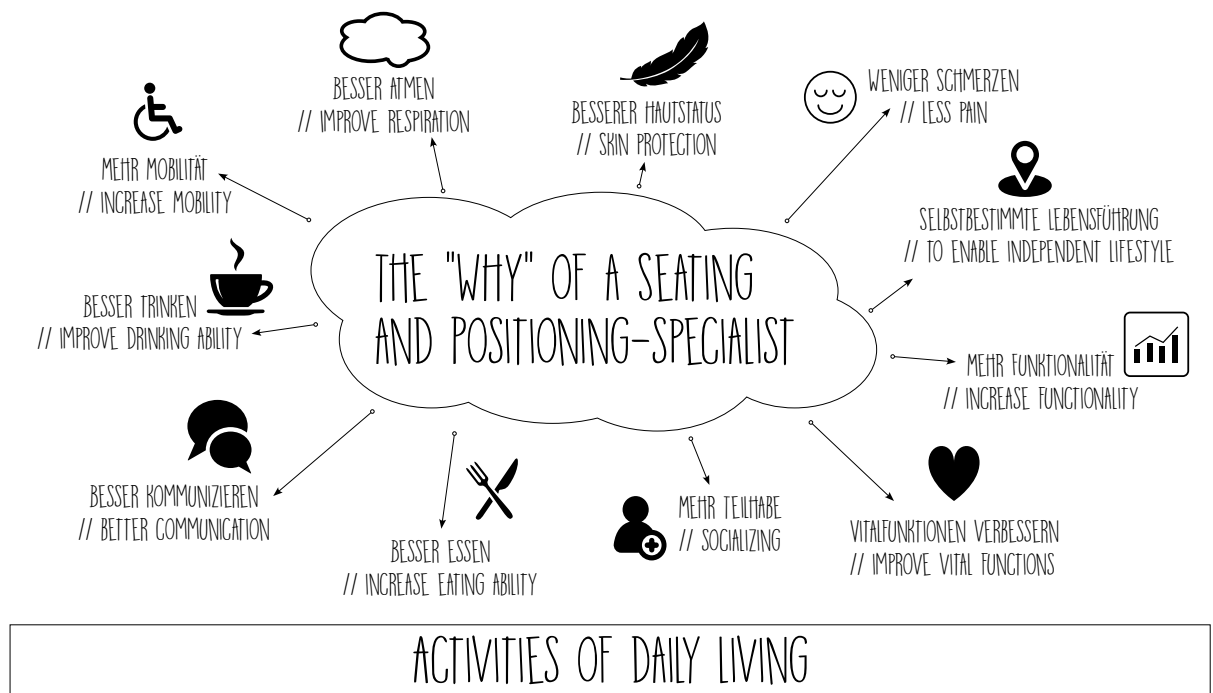 BESSER ATMEN
// IMPROVE RESPIRATION
BESSERER HAUTSTATUS
// SKIN PROTECTION
WENIGER SCHMERZEN
// LESS PAIN
MEHR MOBILITÄT
// INCREASE MOBILITY
SELBSTBESTIMMTE LEBENSFÜHRUNG
// TO ENABLE INDEPENDENT LIFESTYLE
THE "WHY" OF A SEATING
AND POSITIONING-SPECIALIST
BESSER TRINKEN
// IMPROVE DRINKING ABILITY
MEHR FUNKTIONALITÄT
// INCREASE FUNCTIONALITY
BESSER KOMMUNIZIEREN
// BETTER COMMUNICATION
BESSER ESSEN
// INCREASE EATING ABILITY
MEHR TEILHABE
// SOCIALIZING
VITALFUNKTIONEN VERBESSERN
// IMPROVE VITAL FUNCTIONS
ACTIVITIES OF DAILY LIVING